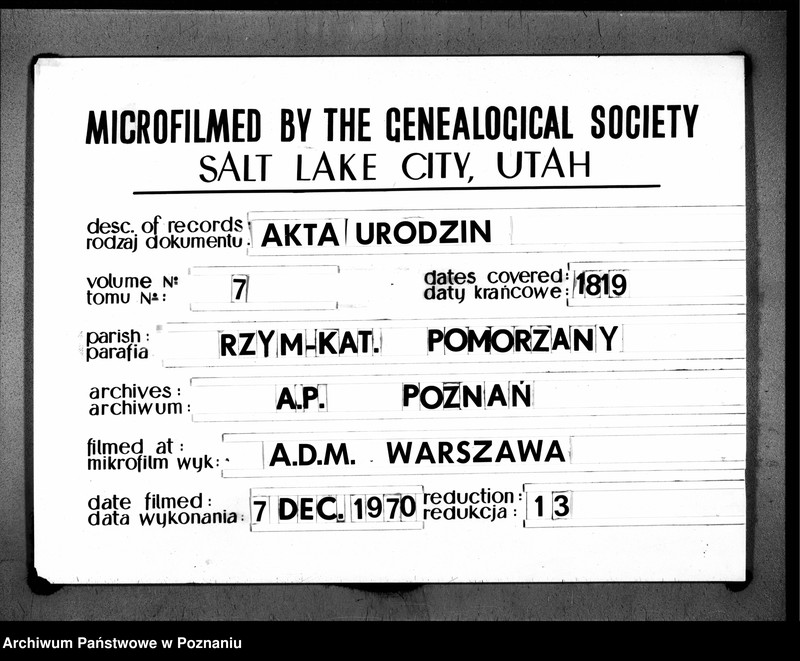 MICROFILMED BY THE GENEALOGICAL SOCIETY
SALT LAKE CITY, UTAH
desc. of records:
rodzaj dokumentu: AKTA URODZIN
volume №
tomu №: 7
dates covered:
daty krańcowe: 1819
parish:
parafia RZYM-KAT. POMORZANY
archives:
archiwum: A.P. POZNAŃ
filmed at:
mikrofilm wyk.: A.D.M. WARSZAWA
date filmed:
data wykonania: 7 DEC. 1970
reduction:
redukcja: 13
Archiwum Państwowe w Poznaniu